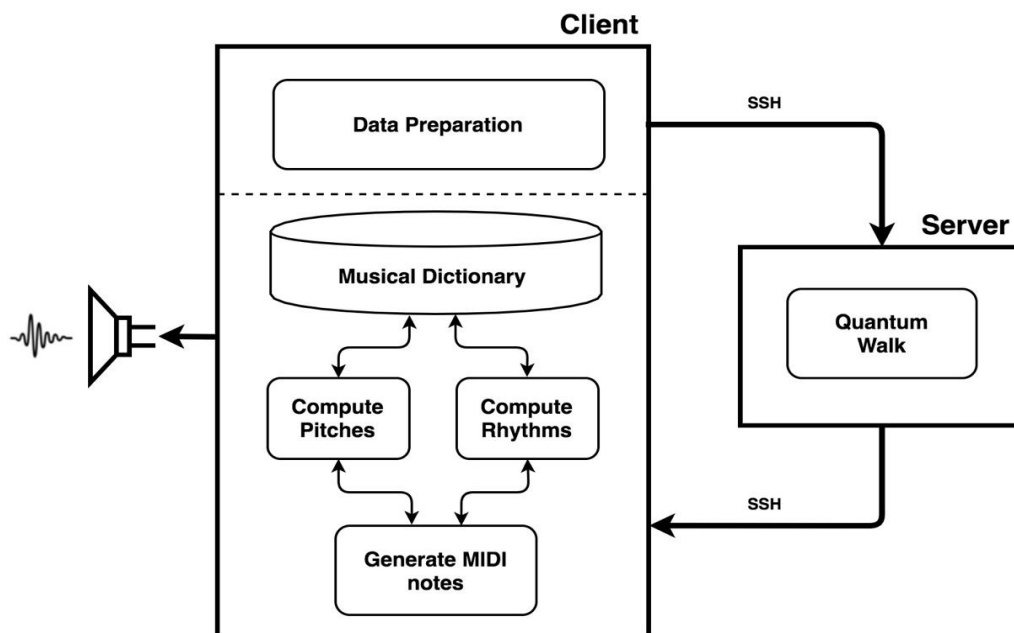 Client
Data Preparation
SSH
Server
Musical Dictionary
Quantum
Walk
Compute
Pitches
Compute
Rhythms
SSH
Generate MIDI
notes